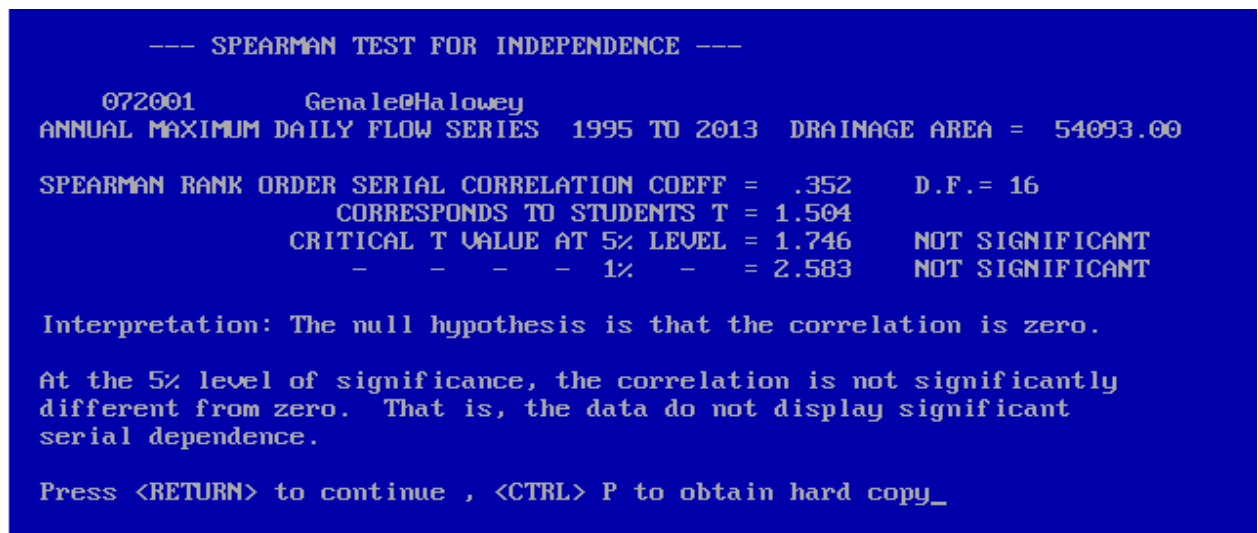 --- SPEARMAN TEST FOR INDEPENDENCE ---
072001 Genale@Halowey
ANNUAL MAXIMUM DAILY FLOW SERIES 1995 TO 2013 DRAINAGE AREA = 54093.00
SPEARMAN RANK ORDER SERIAL CORRELATION COEFF = .352 D.F.= 16
CORRESPONDS TO STUDENTS T = 1.504
CRITICAL T VALUE AT 5% LEVEL = 1.746 NOT SIGNIFICANT
- - - - 1% - = 2.583 NOT SIGNIFICANT
Interpretation: The null hypothesis is that the correlation is zero.
At the 5% level of significance, the correlation is not significantly
different from zero. That is, the data do not display significant
serial dependence.
Press <RETURN> to continue , <CTRL> P to obtain hard copy_